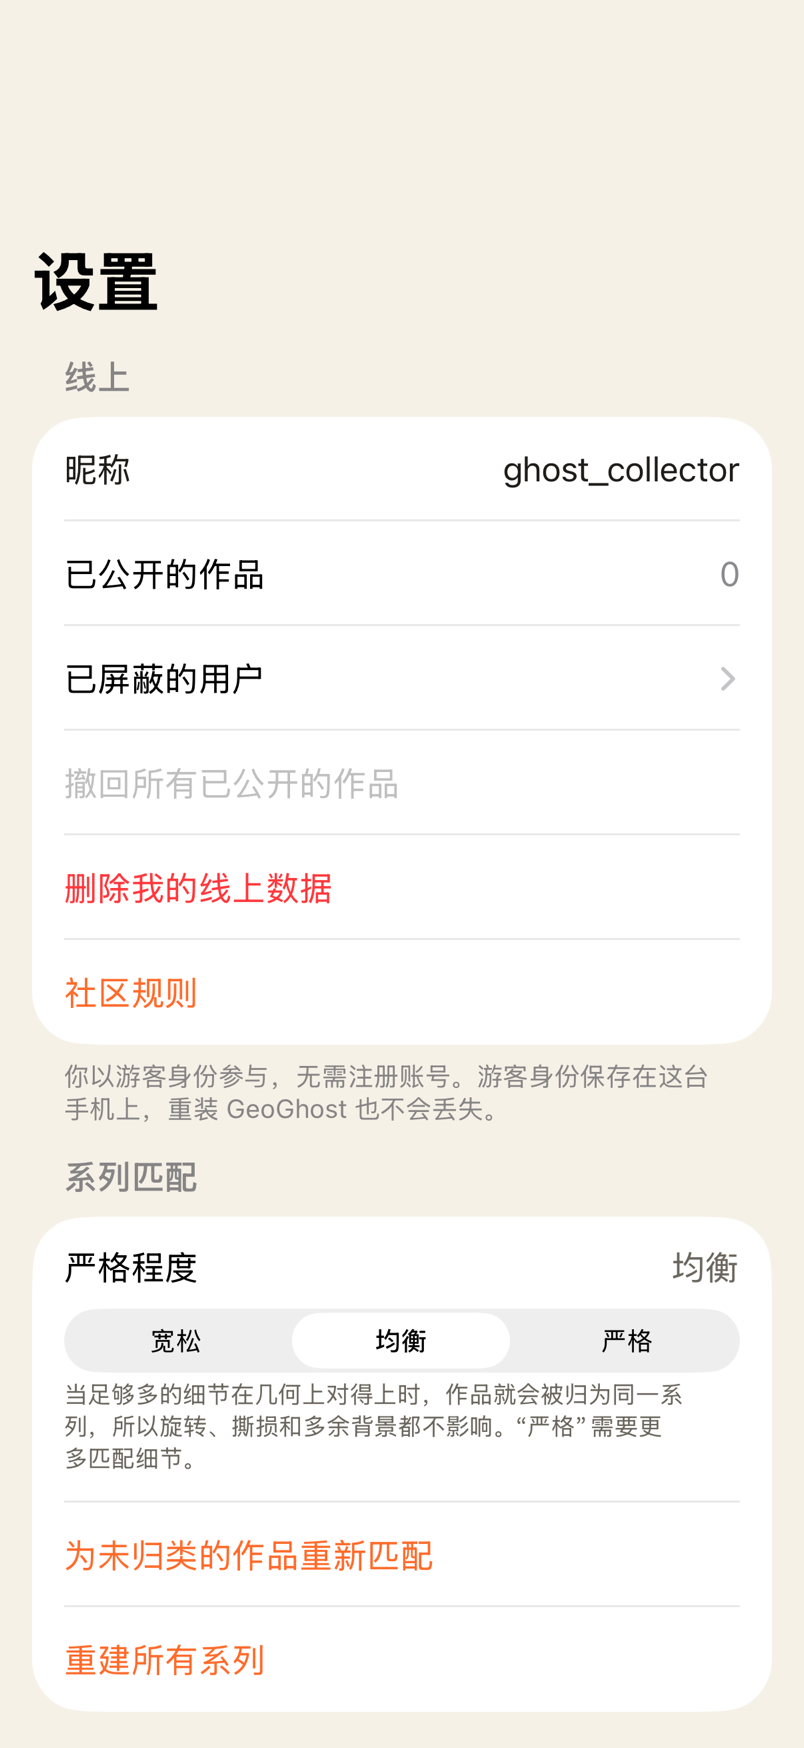 设置
线上
昵称 ghost_collector
已公开的作品 0
已屏蔽的用户
撤回所有已公开的作品
删除我的线上数据
社区规则
你以游客身份参与，无需注册账号。游客身份保存在这台
手机上，重装 GeoGhost 也不会丢失。
系列匹配
严格程度 均衡
宽松 均衡 严格
当足够多的细节在几何上对得上时，作品就会被归为同一系
列，所以旋转、撕损和多余背景都不影响。“严格”需要更
多匹配细节。
为未归类的作品重新匹配
重建所有系列